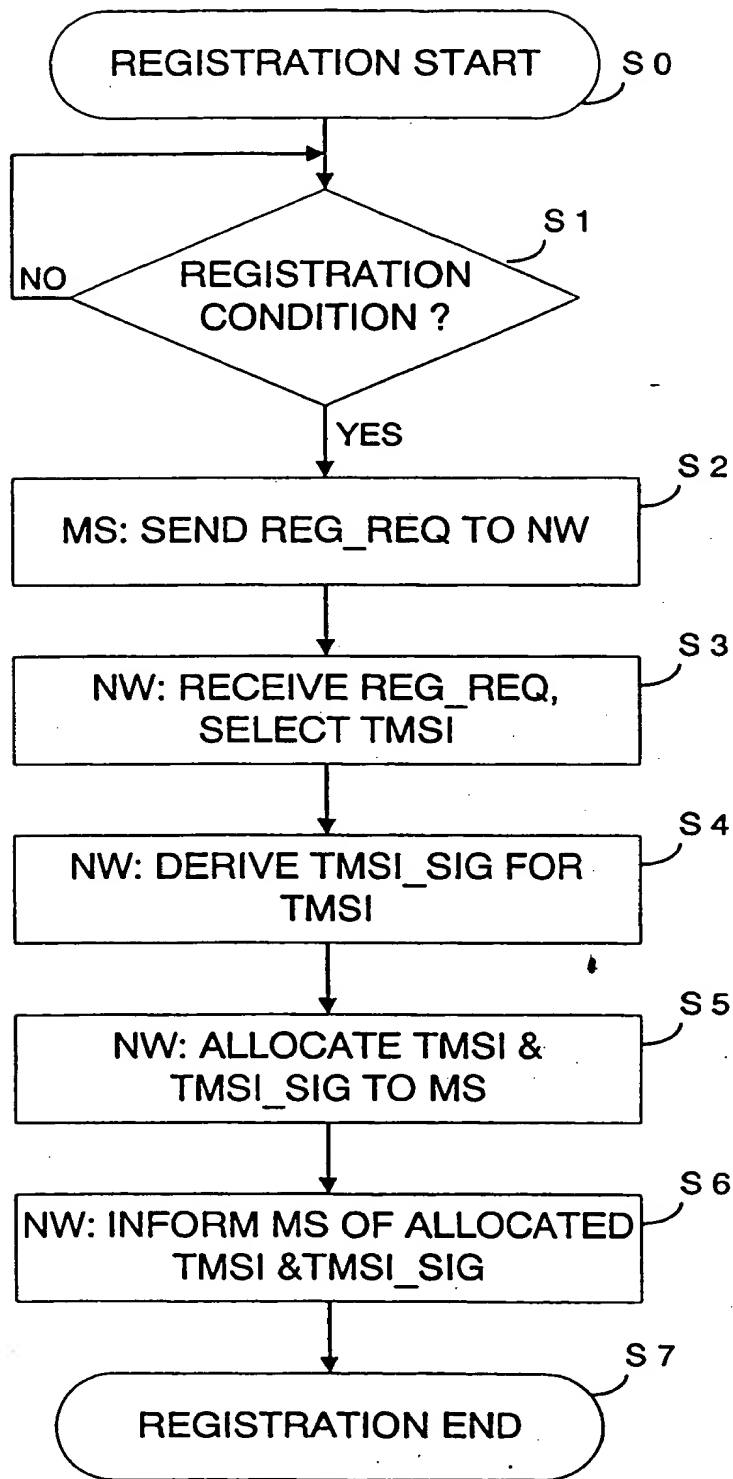 REGISTRATION START
S 0
S 1
REGISTRATION
CONDITION ?
NO
YES
S 2
MS: SEND REG_REQ TO NW
S 3
NW: RECEIVE REG_REQ,
SELECT TMSI
S 4
NW: DERIVE TMSI_SIG FOR
TMSI
S 5
NW: ALLOCATE TMSI &
TMSI_SIG TO MS
S 6
NW: INFORM MS OF ALLOCATED
TMSI &TMSI_SIG
S 7
REGISTRATION END